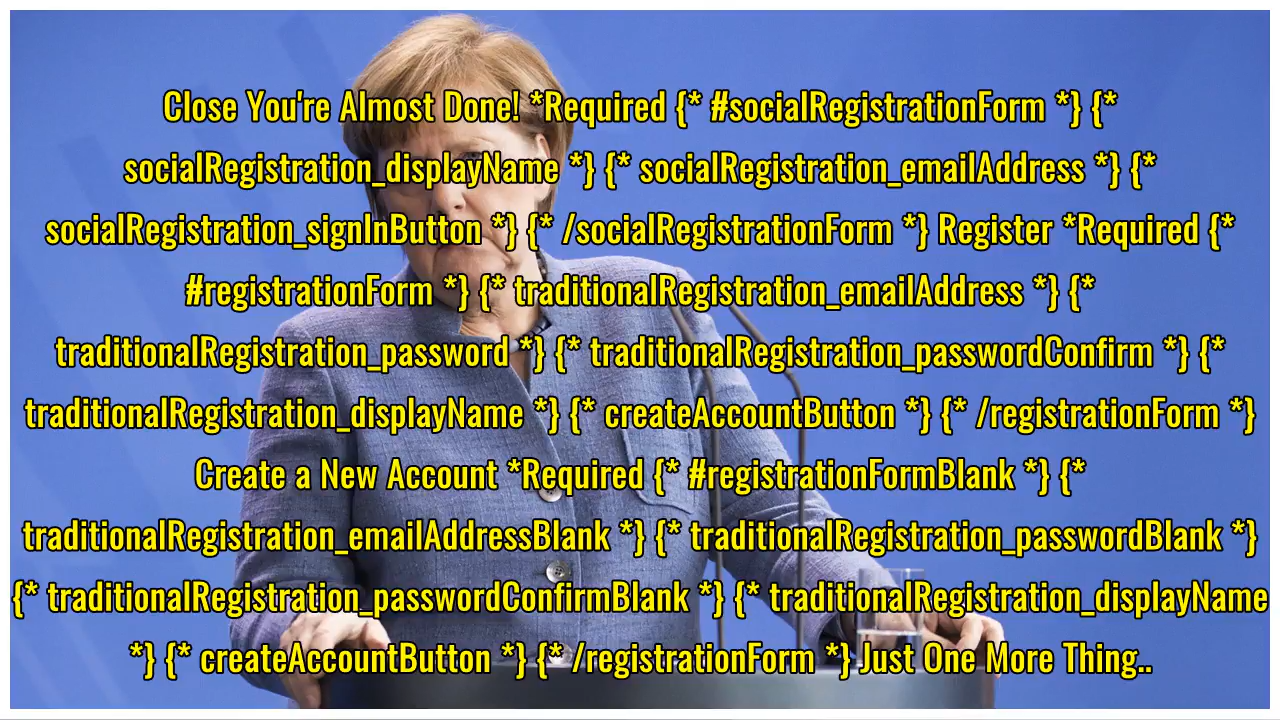 Close You're Almost Done! *Required {* #socialRegistrationForm *} {*
socialRegistration_displayName *} {* socialRegistration_emailAddress *} {*
socialRegistration_signInButton *} {* /socialRegistrationForm *} Register *Required {*
#registrationForm *} {* traditionalRegistration_emailAddress *} {*
traditionalRegistration_password *} {* traditionalRegistration_passwordConfirm *} {*
traditionalRegistration_displayName *} {* createAccountButton *} {* /registrationForm *}
Create a New Account *Required {* #registrationFormBlank *} {*
traditionalRegistration_emailAddressBlank *} {* traditionalRegistration_passwordBlank *}
{* traditionalRegistration_passwordConfirmBlank *} {* traditionalRegistration_displayName
*} {* createAccountButton *} {* /registrationForm *} Just One More Thing..